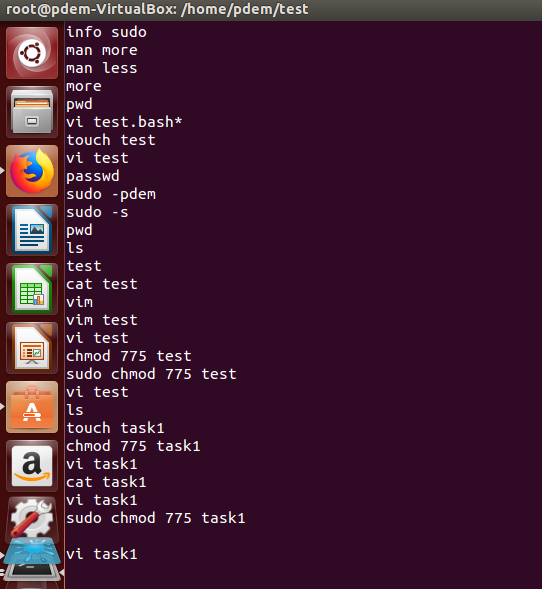 root@pdem-VirtualBox: /home/pdem/test
info sudo
man more
man less
more
pwd
vi test.bash*
touch test
vi test
passwd
sudo -pdem
sudo -s
pwd
ls
test
cat test
vim
vim test
vi test
chmod 775 test
sudo chmod 775 test
vi test
ls
touch task1
chmod 775 task1
vi task1
cat task1
vi task1
sudo chmod 775 task1
vi task1